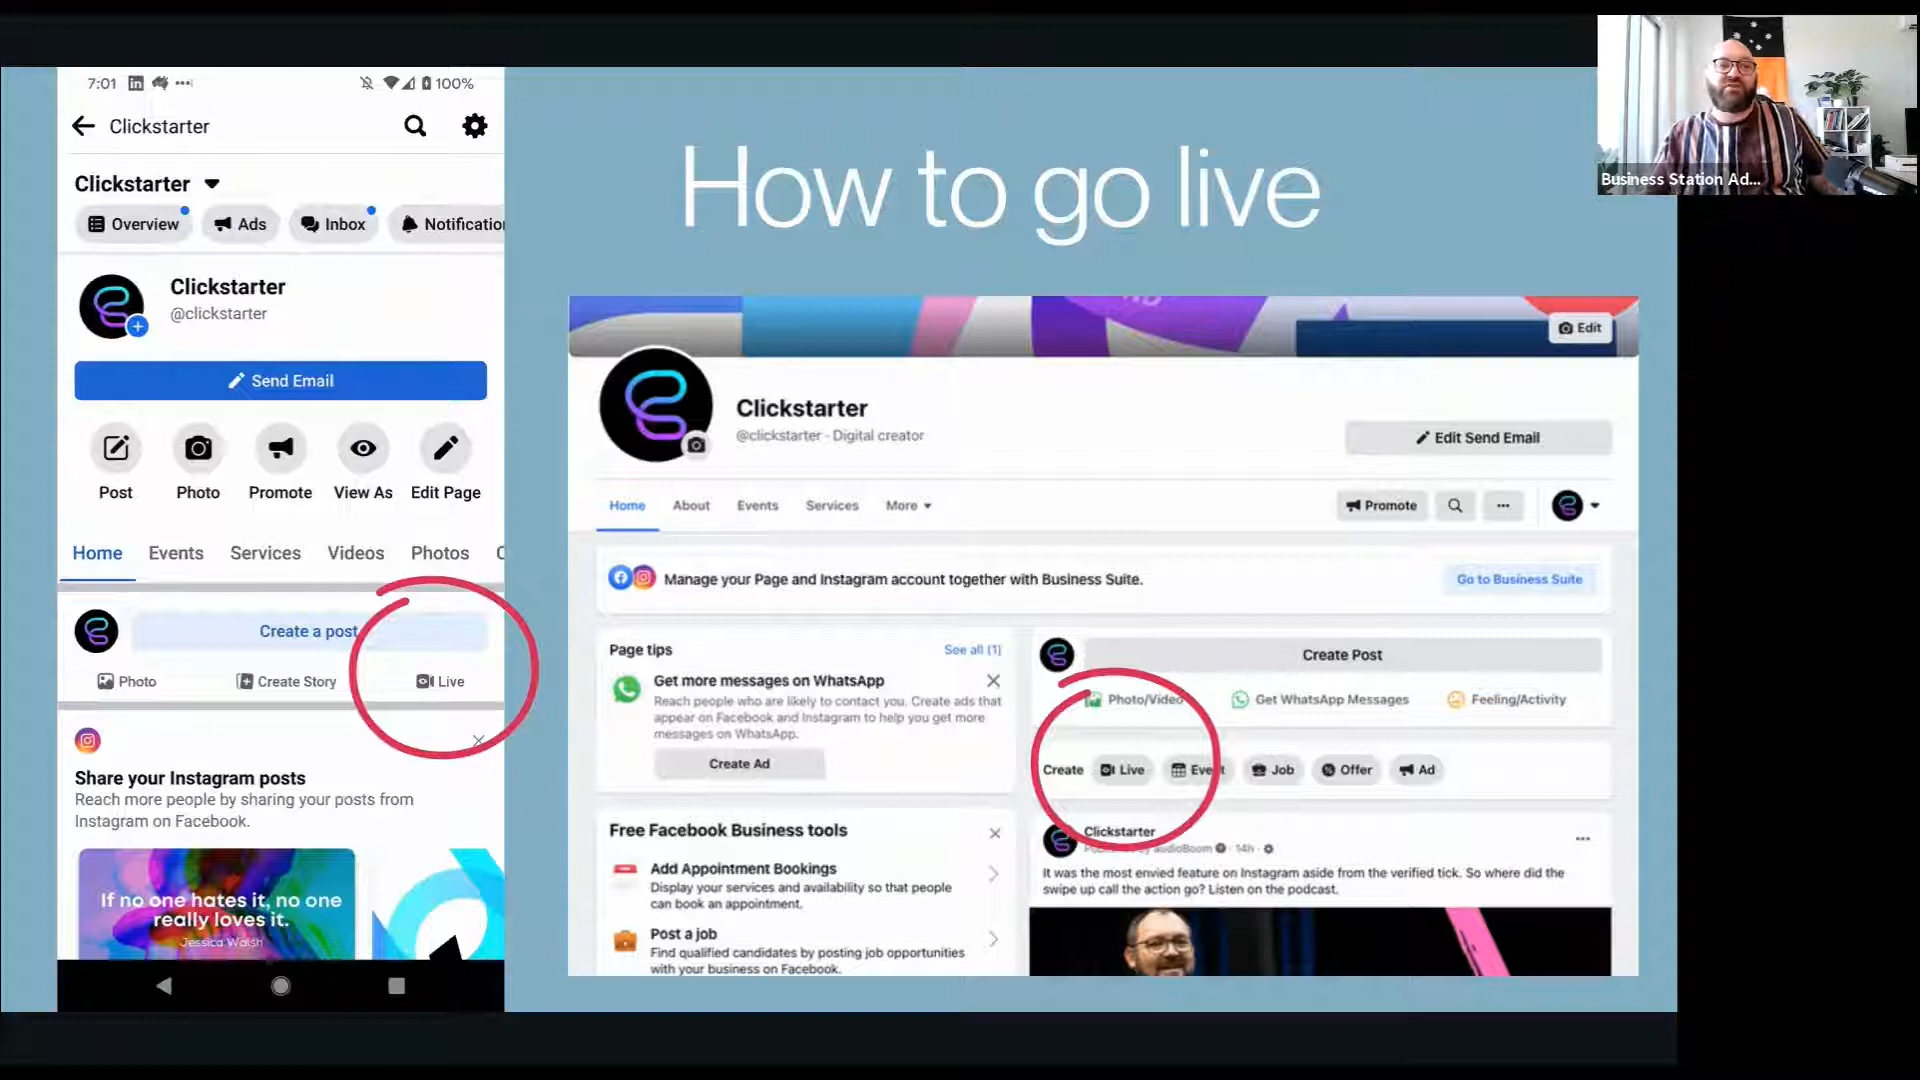 How to go live
7:01
100%
Clickstarter
Clickstarter
Overview
Ads
Inbox
Notification
Clickstarter
@clickstarter
Send Email
Post
Photo
Promote
View As
Edit Page
Home
Events
Services
Videos
Photos
Create a post
Photo
Create Story
Live
Share your Instagram posts
Reach more people by sharing your posts from
Instagram on Facebook.
If no one hates it, no one
really loves it.
Jessica Walsh
Edit
Clickstarter
@clickstarter · Digital creator
Edit Send Email
Home
About
Events
Services
More
Promote
Manage your Page and Instagram account together with Business Suite.
Go to Business Suite
Page tips
See all (1)
Get more messages on WhatsApp
Reach people who are likely to contact you. Create ads that
appear on Facebook and Instagram to help you get more
messages on WhatsApp.
Create Ad
Free Facebook Business tools
Add Appointment Bookings
Display your services and availability so that people
can book an appointment.
Post a job
Find qualified candidates by posting job opportunities
with your business on Facebook.
Create Post
Photo/Video
Get WhatsApp Messages
Feeling/Activity
Create
Live
Event
Job
Offer
Ad
Clickstarter
Published by audioBoom · 14h ·
It was the most envied feature on Instagram aside from the verified tick. So where did the
swipe up call the action go? Listen on the podcast.
Business Station Ad...